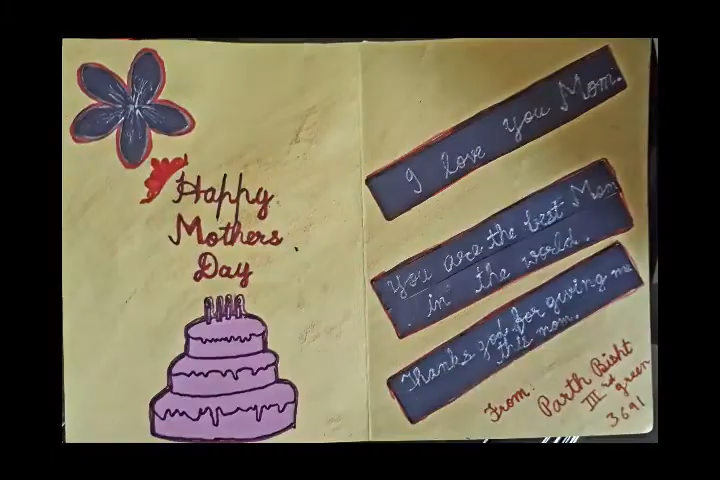 Happy
Mothers
Day
I love you Mom.
You are the best Mom
in the world.
Thanks god for giving me
this mom.
From:
Parth Bisht
III rd green
3691